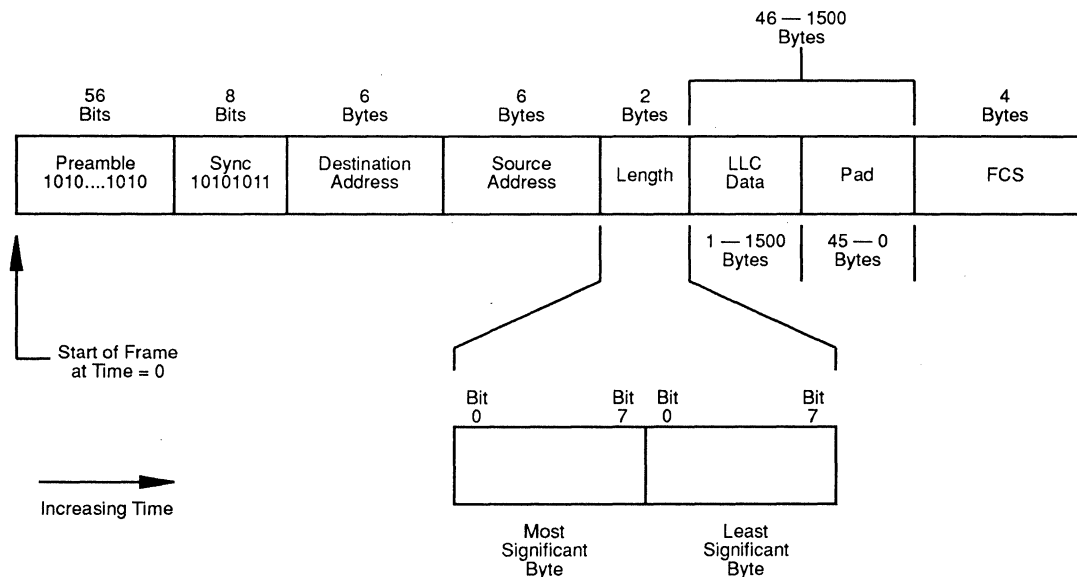 46 — 1500
Bytes
56
Bits
8
Bits
6
Bytes
6
Bytes
2
Bytes
4
Bytes
Preamble
1010....1010
Sync
10101011
Destination
Address
Source
Address
Length
LLC
Data
Pad
FCS
1 — 1500
Bytes
45 — 0
Bytes
Start of Frame
at Time = 0
Bit
0
Bit
7
Bit
0
Bit
7
Increasing Time
Most
Significant
Byte
Least
Significant
Byte